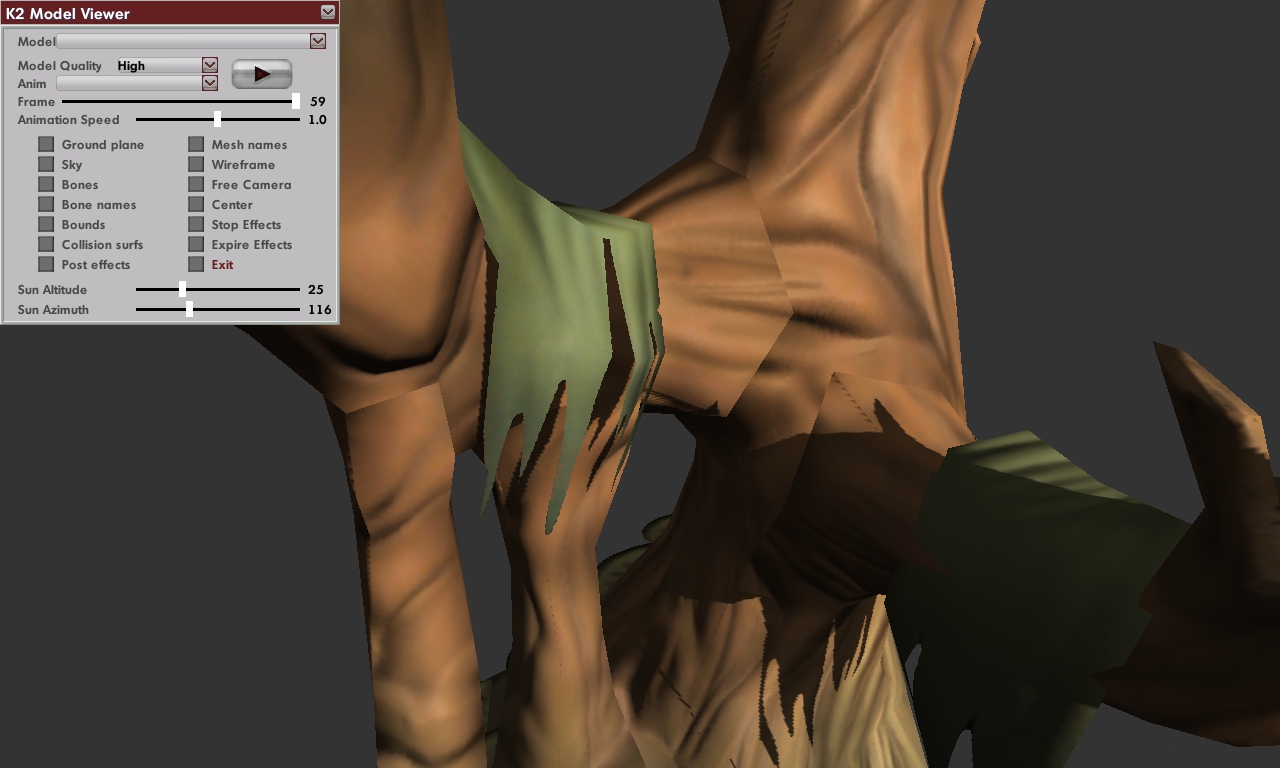 K2 Model Viewer
Model
Model Quality High
Anim
Frame 59
Animation Speed 1.0
Ground plane Mesh names
Sky Wireframe
Bones Free Camera
Bone names Center
Bounds Stop Effects
Collision surfs Expire Effects
Post effects Exit
Sun Altitude 25
Sun Azimuth 116